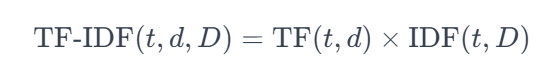 TF-IDF(t, d, D) = TF(t, d) × IDF(t, D)